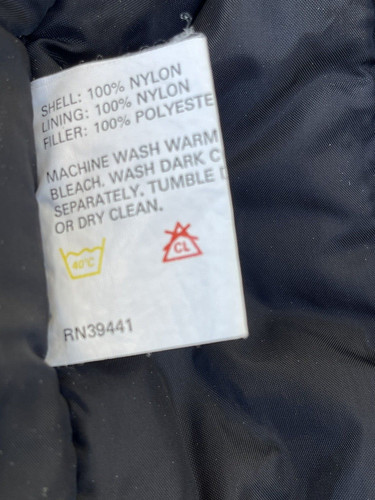 SHELL: 100% NYLON
LINING: 100% NYLON
FILLER: 100% POLYESTE
MACHINE WASH WARM
BLEACH. WASH DARK C
SEPARATELY. TUMBLE D
OR DRY CLEAN.
40°C CL
RN39441